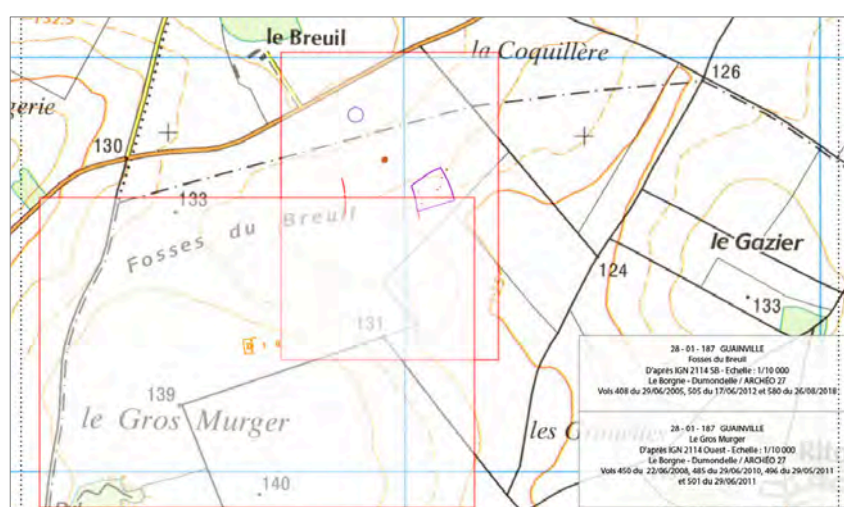 132.5
le Breuil
la Coquillère
126
gerie
130
133
Fosses du Breuil
le Gazier
124
133
131
139
le Gros Murger
les
140
28 - 01 - 187 GUAINVILLE
Fosses du Breuil
D'après IGN 2114 SB - Echelle : 1/10 000
Le Borgne - Dumondelle / ARCHÉO 27
Vols 408 du 29/06/2005, 505 du 17/06/2012 et 580 du 26/08/2018
28 - 01 - 187 GUAINVILLE
Le Gros Murger
D'après IGN 2114 Ouest - Echelle : 1/10 000
Le Borgne - Dumondelle / ARCHÉO 27
Vols 450 du 22/06/2008, 485 du 29/06/2010, 496 du 29/05/2011
et 501 du 29/06/2011